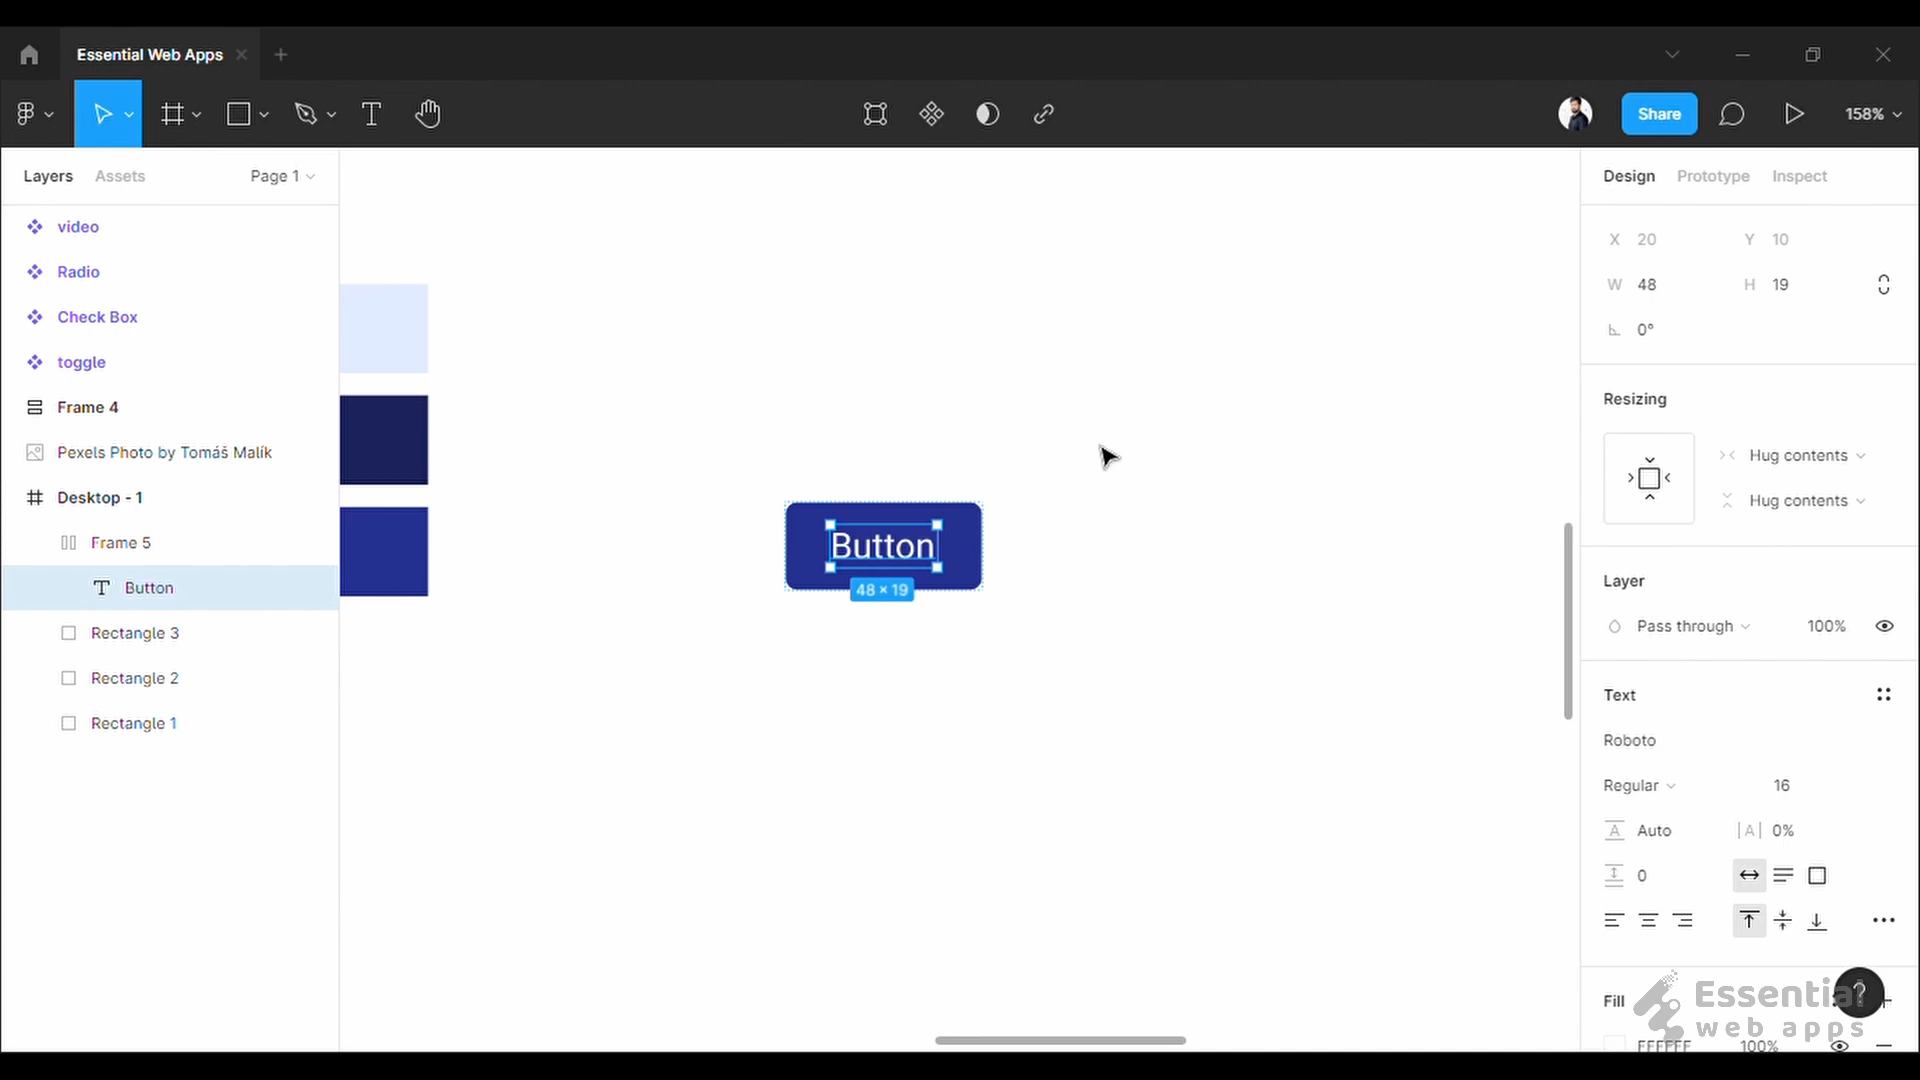 Essential Web Apps
Share
158%
Layers Assets Page 1
Design Prototype Inspect
video
Radio
Check Box
toggle
Frame 4
Pexels Photo by Tomáš Malík
Desktop - 1
Frame 5
Button
Rectangle 3
Rectangle 2
Rectangle 1
Button
48 × 19
X 20 Y 10
W 48 H 19
0°
Resizing
Hug contents
Hug contents
Layer
Pass through 100%
Text
Roboto
Regular 16
Auto 0%
0
Fill
FFFFFF 100%
Essential
web apps
?